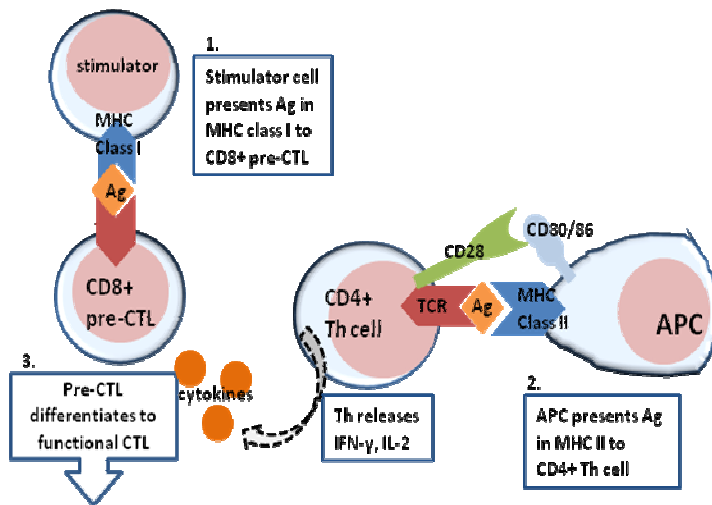 1.
stimulator
Stimulator cell
presents Ag in
MHC class I to
CD8+ pre-CTL
MHC
Class I
Ag
CD8+
pre-CTL
CD28
CD80/86
CD4+
Th cell
TCR
Ag
MHC
Class II
APC
3.
Pre-CTL
differentiates to
functional CTL
cytokines
Th releases
IFN-γ, IL-2
2.
APC presents Ag
in MHC II to
CD4+ Th cell